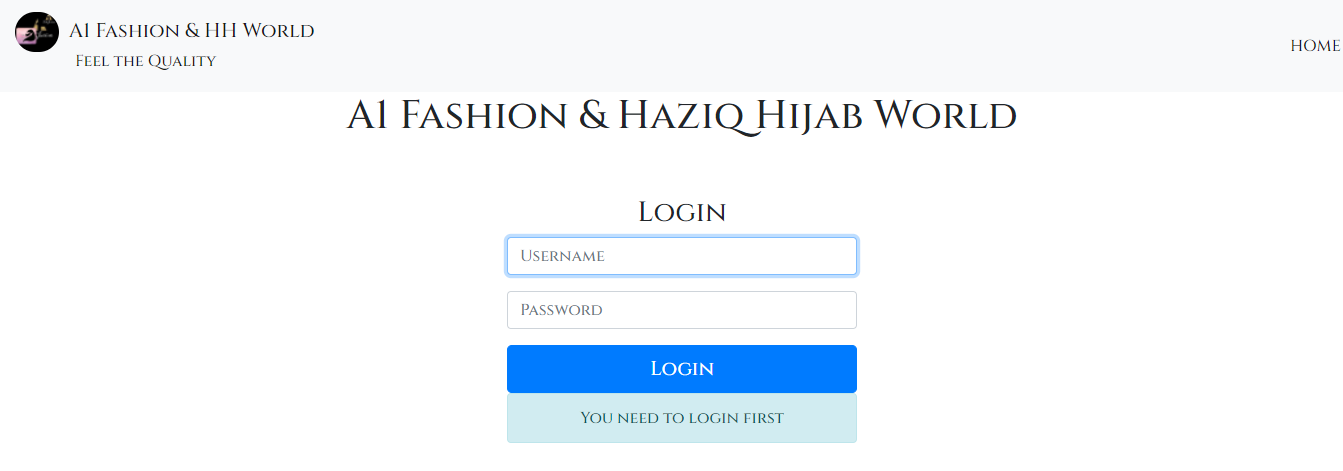 A1 Fashion & HH World
Feel the Quality
HOME
A1 Fashion & Haziq Hijab World
Login
Username
Password
Login
You need to login first